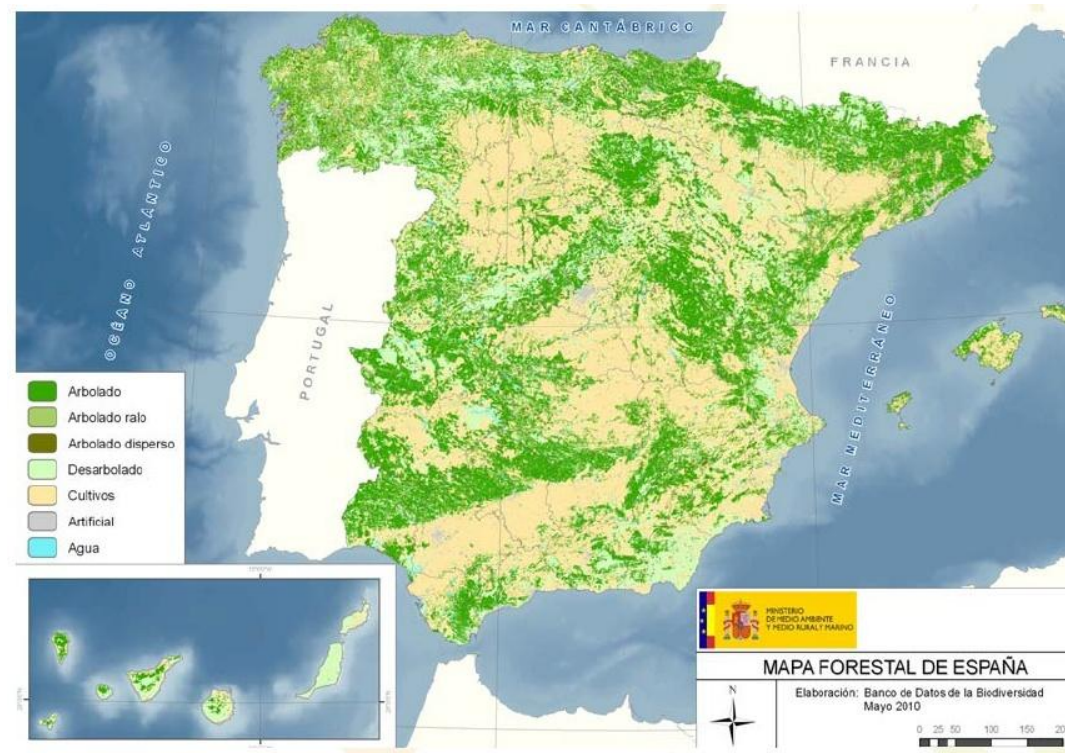 MAR CANTÁBRICO
FRANCIA
OCÉANO ATLANTICO
PORTUGAL
MAR MEDITERRÁNEO
Arbolado
Arbolado ralo
Arbolado disperso
Desarbolado
Cultivos
Artificial
Agua
MINISTERIO
DE MEDIO AMBIENTE
Y MEDIO RURAL Y MARINO
MAPA FORESTAL DE ESPAÑA
N
Elaboración: Banco de Datos de la Biodiversidad
Mayo 2010
0 25 50 100 150 20